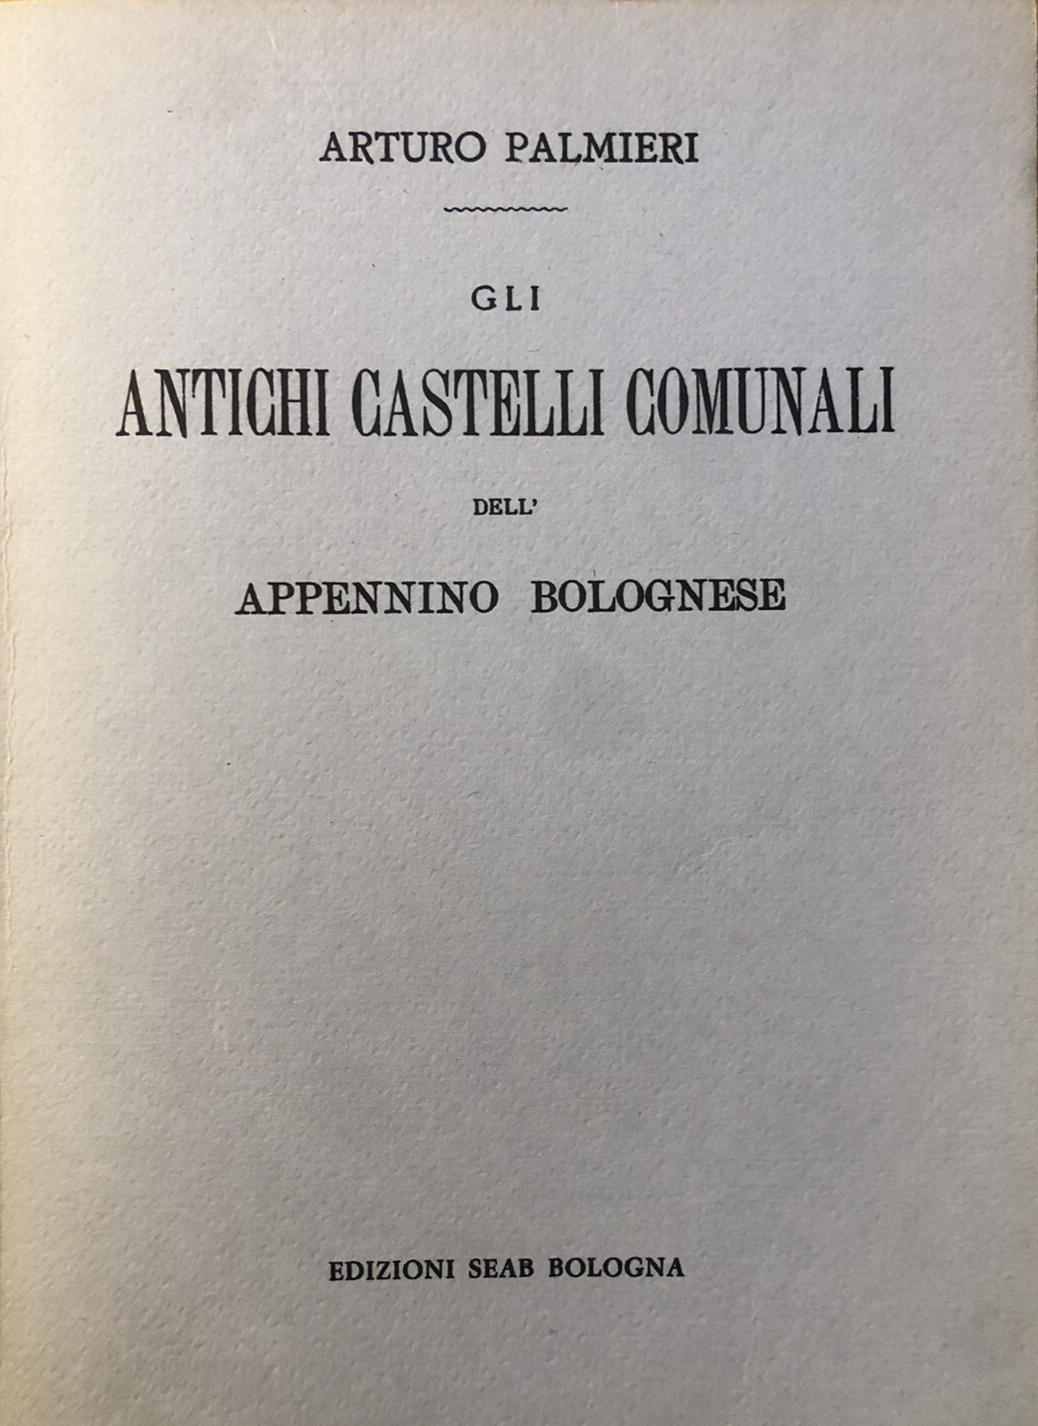 ARTURO PALMIERI
GLI
ANTICHI CASTELLI COMUNALI
DELL'
APPENNINO BOLOGNESE
EDIZIONI SEAB BOLOGNA